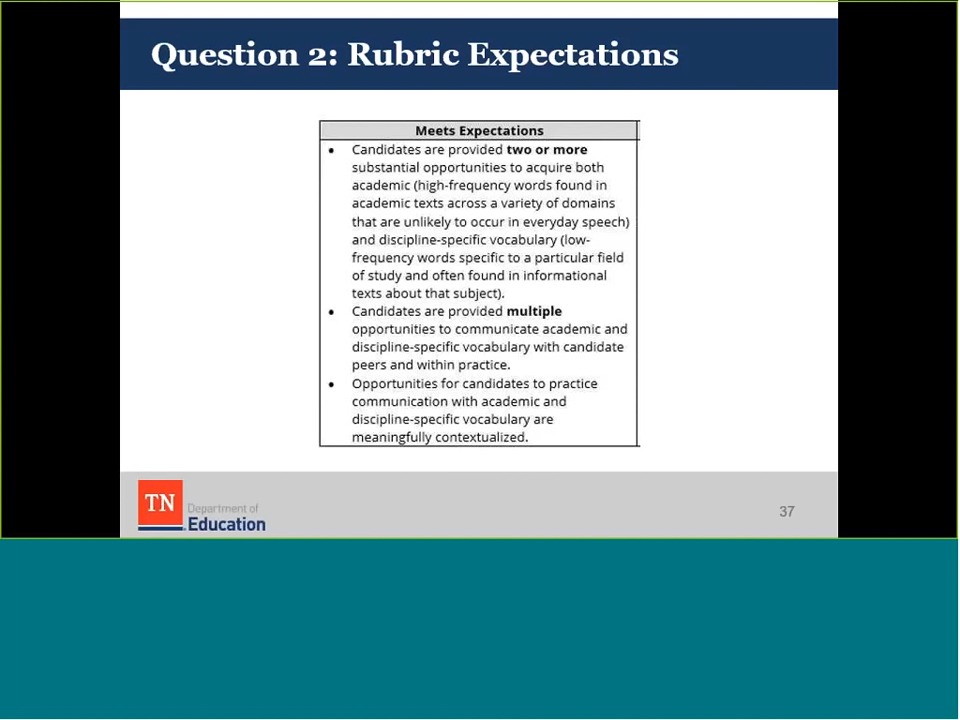 Question 2: Rubric Expectations
Meets Expectations
• Candidates are provided two or more
substantial opportunities to acquire both
academic (high-frequency words found in
academic texts across a variety of domains
that are unlikely to occur in everyday speech)
and discipline-specific vocabulary (low-
frequency words specific to a particular field
of study and often found in informational
texts about that subject).
• Candidates are provided multiple
opportunities to communicate academic and
discipline-specific vocabulary with candidate
peers and within practice.
• Opportunities for candidates to practice
communication with academic and
discipline-specific vocabulary are
meaningfully contextualized.
TN
Department of
Education
37